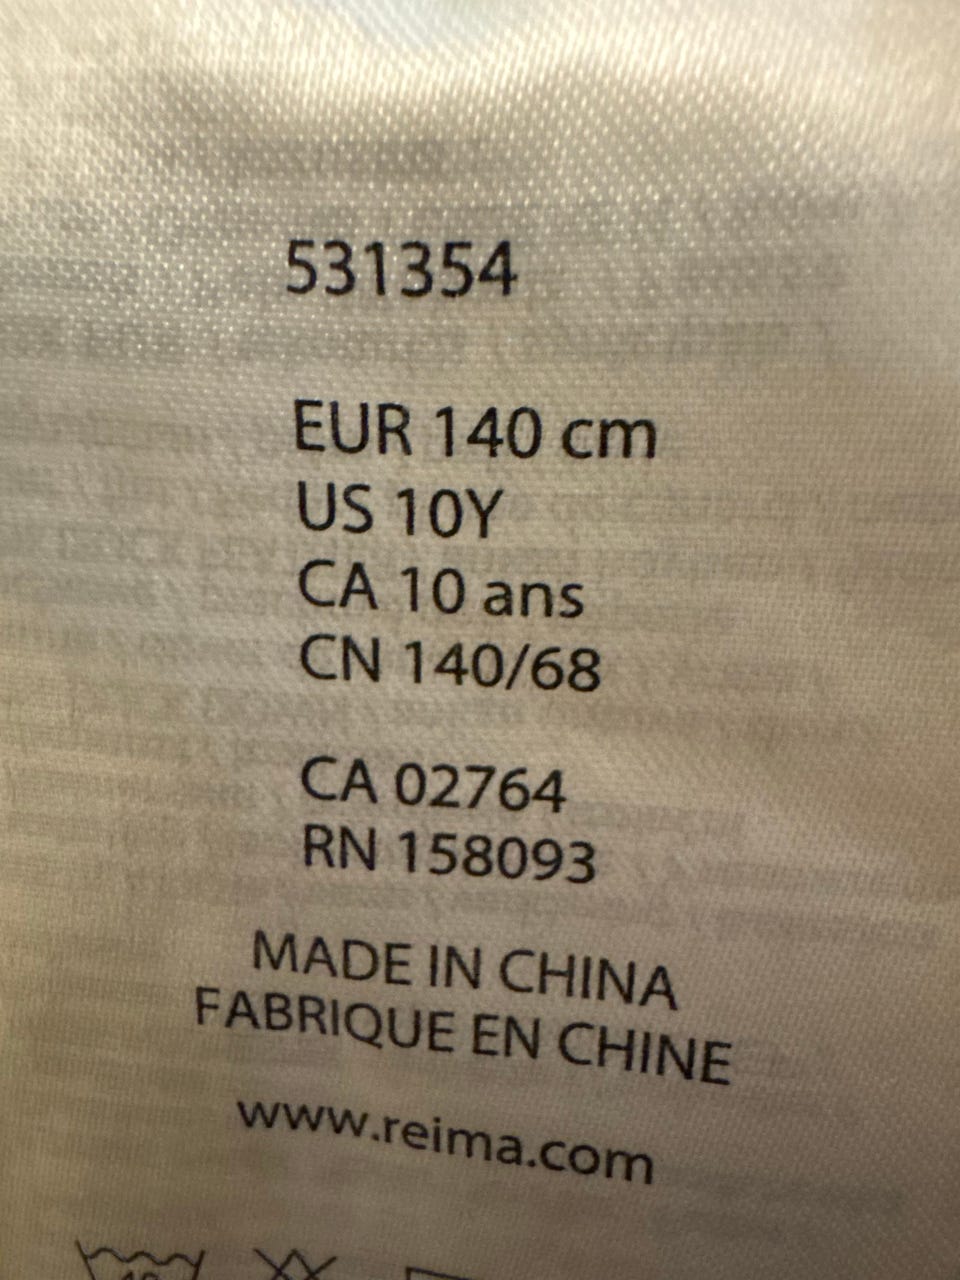 531354
EUR 140 cm
US 10Y
CA 10 ans
CN 140/68
CA 02764
RN 158093
MADE IN CHINA
FABRIQUE EN CHINE
www.reima.com